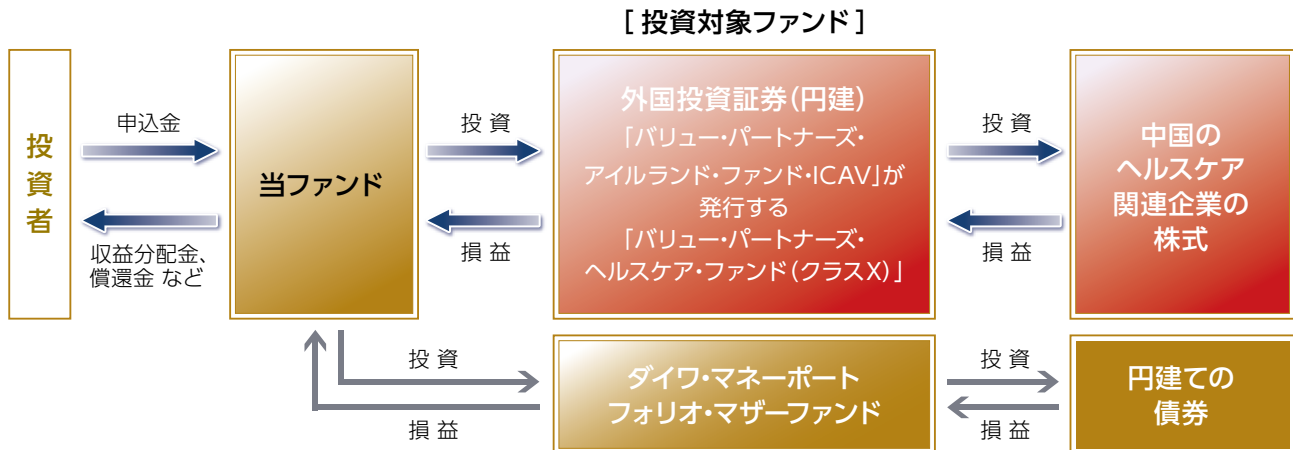 [ 投資対象ファンド ]
投資者
申込金
収益分配金、
償還金 など
当ファンド
投 資
損 益
外国投資証券(円建)
「バリュー・パートナーズ・
アイルランド・ファンド・ICAV」が
発行する
「バリュー・パートナーズ・
ヘルスケア・ファンド(クラスX)」
投 資
損 益
中国の
ヘルスケア
関連企業の
株式
投 資
損 益
ダイワ・マネーポート
フォリオ・マザーファンド
投 資
損 益
円建ての
債券